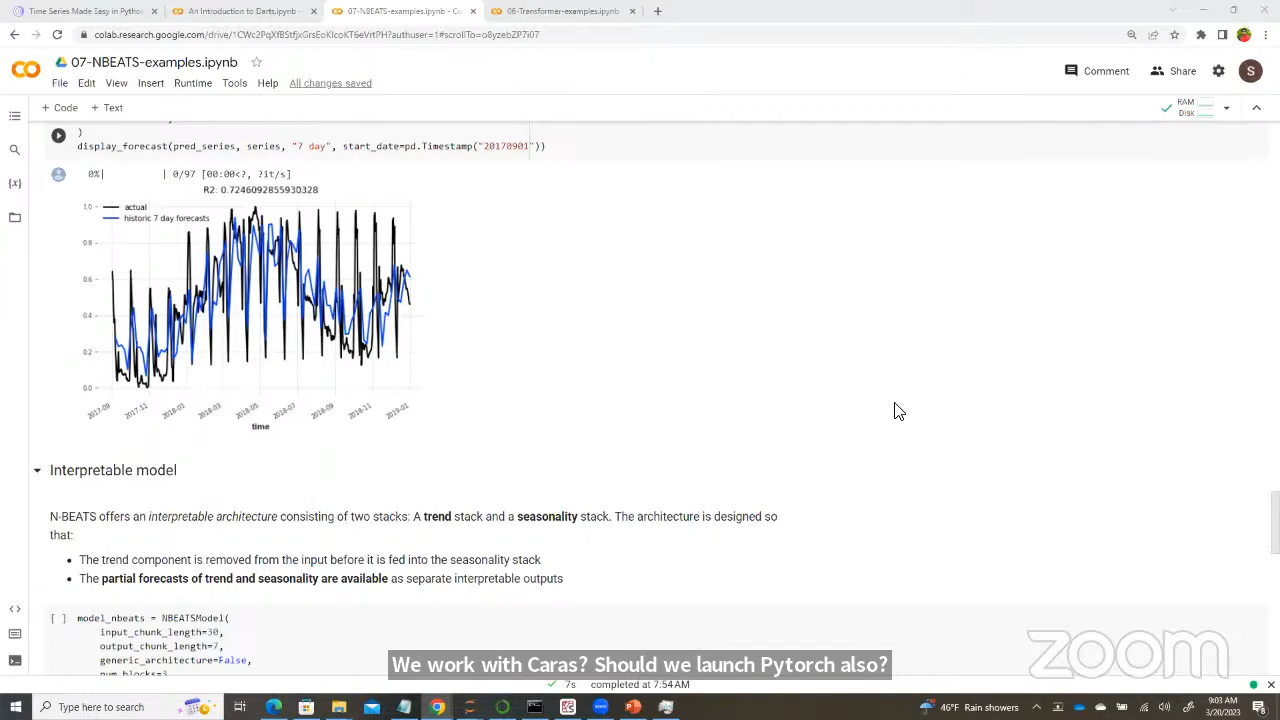 Time Series Made Easy in Python
An Introduction to Darts.ipynb -
07-NBEATS-examples.ipynb - Co
06-Transformer-examples.ipynb -
colab.research.google.com/drive/
07-NBEATS-examples.ipynb
Comment
Share
S
File Edit View Insert Runtime Tools Help All changes saved
+ Code + Text
RAM
Disk
)
display_forecast(pred_series, series, "7 day", start_date=pd.Timestamp("20170901"))
0%| | 0/97 [00:00<?, ?it/s]
R2: 0.7246092855930328
actual
historic 7 day forecasts
1.0
0.8
0.6
0.4
0.2
0.0
2017-09 2017-11 2018-01 2018-03 2018-05 2018-07 2018-09 2018-11 2019-01
time
Interpretable model
N-BEATS offers an interpretable architecture consisting of two stacks: A trend stack and a seasonality stack. The architecture is designed so
that:
• The trend component is removed from the input before it is fed into the seasonality stack
• The partial forecasts of trend and seasonality are available as separate interpretable outputs
[ ] model_nbeats = NBEATSModel(
input_chunk_length=30,
output_chunk_length=7,
generic_architecture=False,
num_blocks=3,
zoom
We work with Caras? Should we launch Pytorch also?
7s completed at 7:54 AM
Type here to search
46°F Rain showers
9:03 AM
3/20/2023